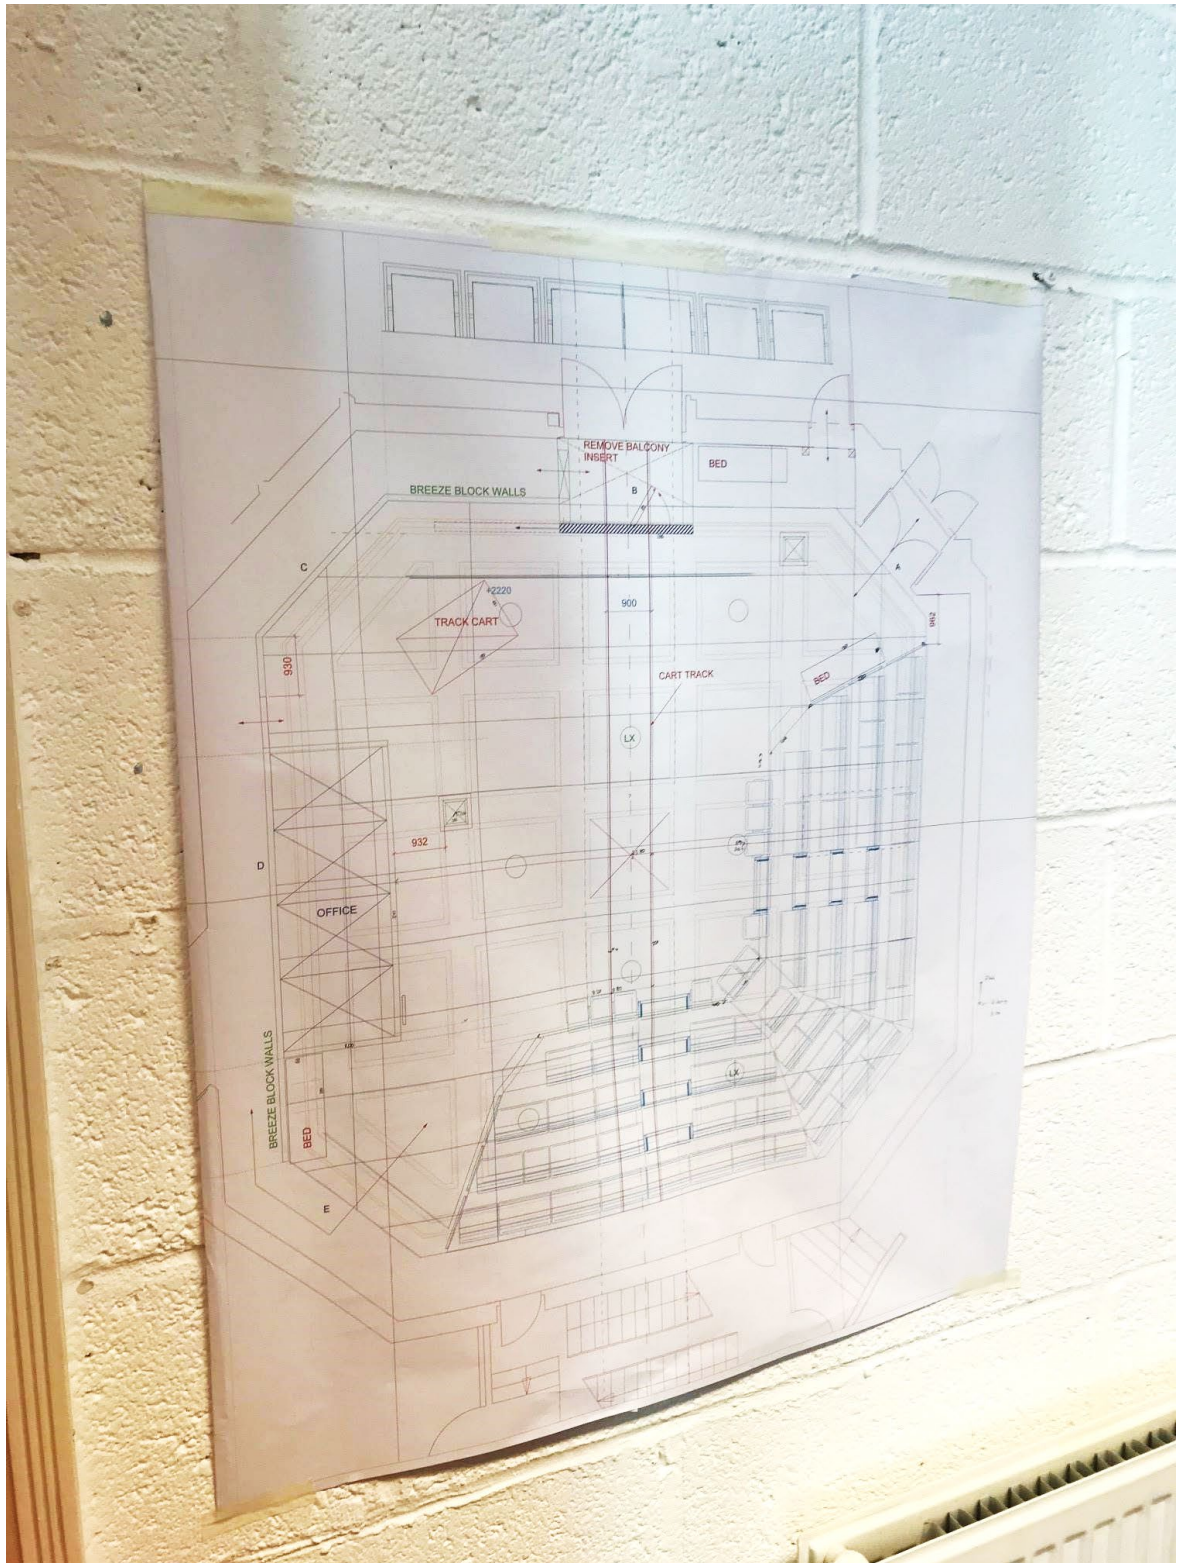 REMOVE BALCONY
INSERT
BED
B
BREEZE BLOCK WALLS
C
A
+2220
900
TRACK CART
962
930
CART TRACK
BED
LX
932
D
OFFICE
LX
BREEZE BLOCK WALLS
BED
E